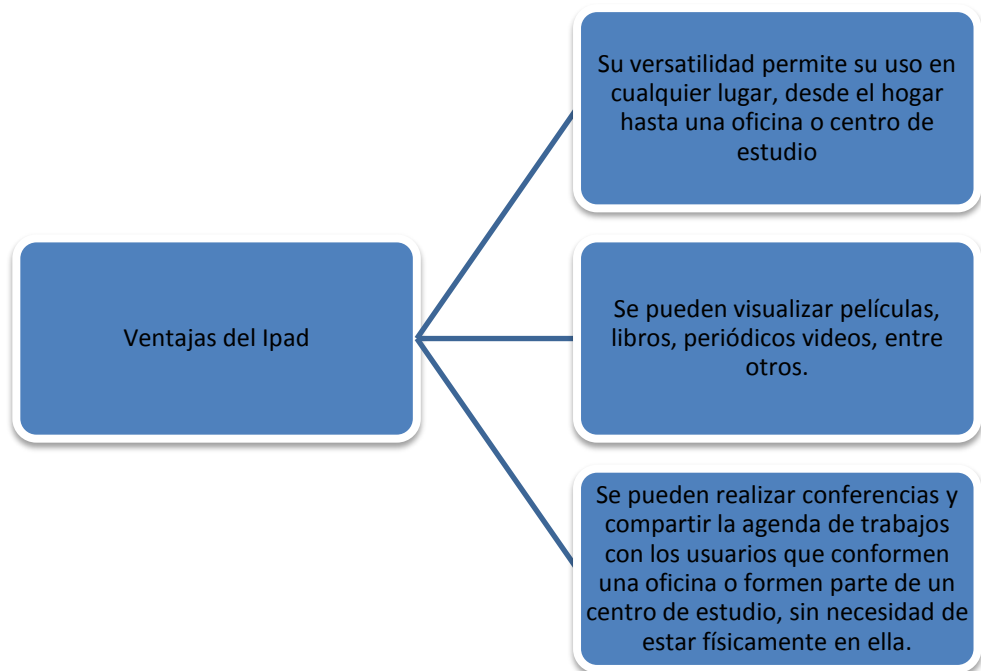 Su versatilidad permite su uso en
cualquier lugar, desde el hogar
hasta una oficina o centro de
estudio
Ventajas del Ipad
Se pueden visualizar películas,
libros, periódicos videos, entre
otros.
Se pueden realizar conferencias y
compartir la agenda de trabajos
con los usuarios que conformen
una oficina o formen parte de un
centro de estudio, sin necesidad de
estar físicamente en ella.